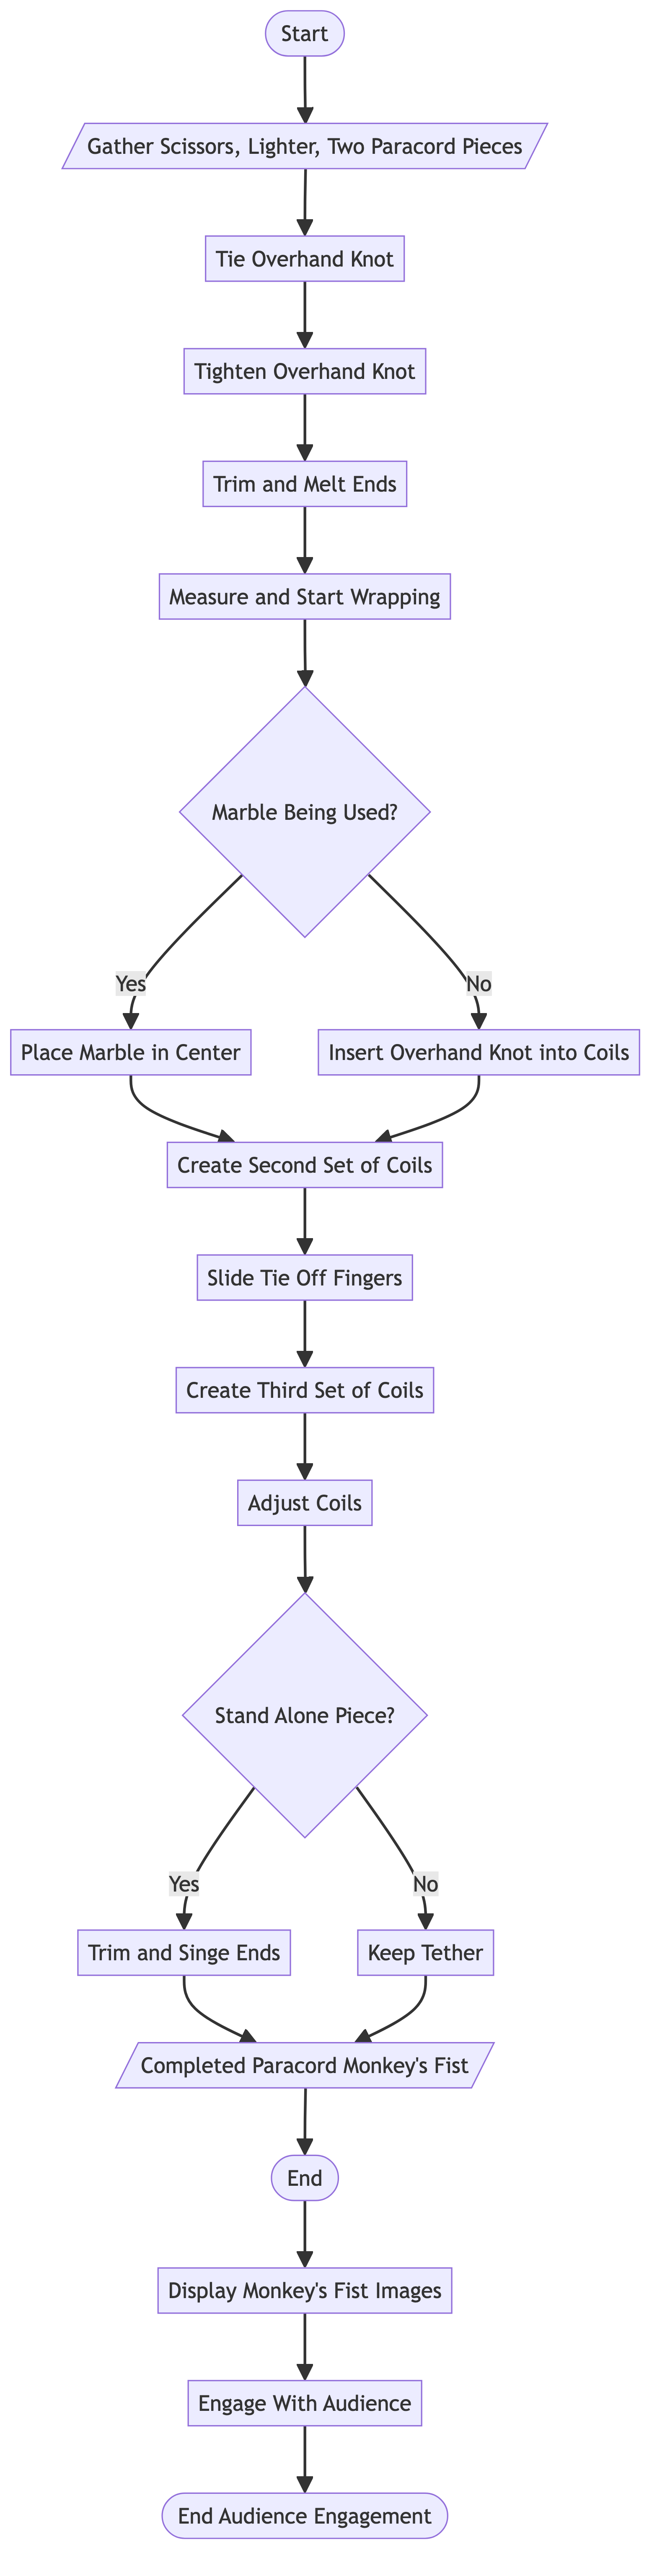 Start
Gather Scissors, Lighter, Two Paracord Pieces
Tie Overhand Knot
Tighten Overhand Knot
Trim and Melt Ends
Measure and Start Wrapping
Marble Being Used?
Yes
No
Place Marble in Center
Insert Overhand Knot into Coils
Create Second Set of Coils
Slide Tie Off Fingers
Create Third Set of Coils
Adjust Coils
Stand Alone Piece?
Yes
No
Trim and Singe Ends
Keep Tether
Completed Paracord Monkey's Fist
End
Display Monkey's Fist Images
Engage With Audience
End Audience Engagement